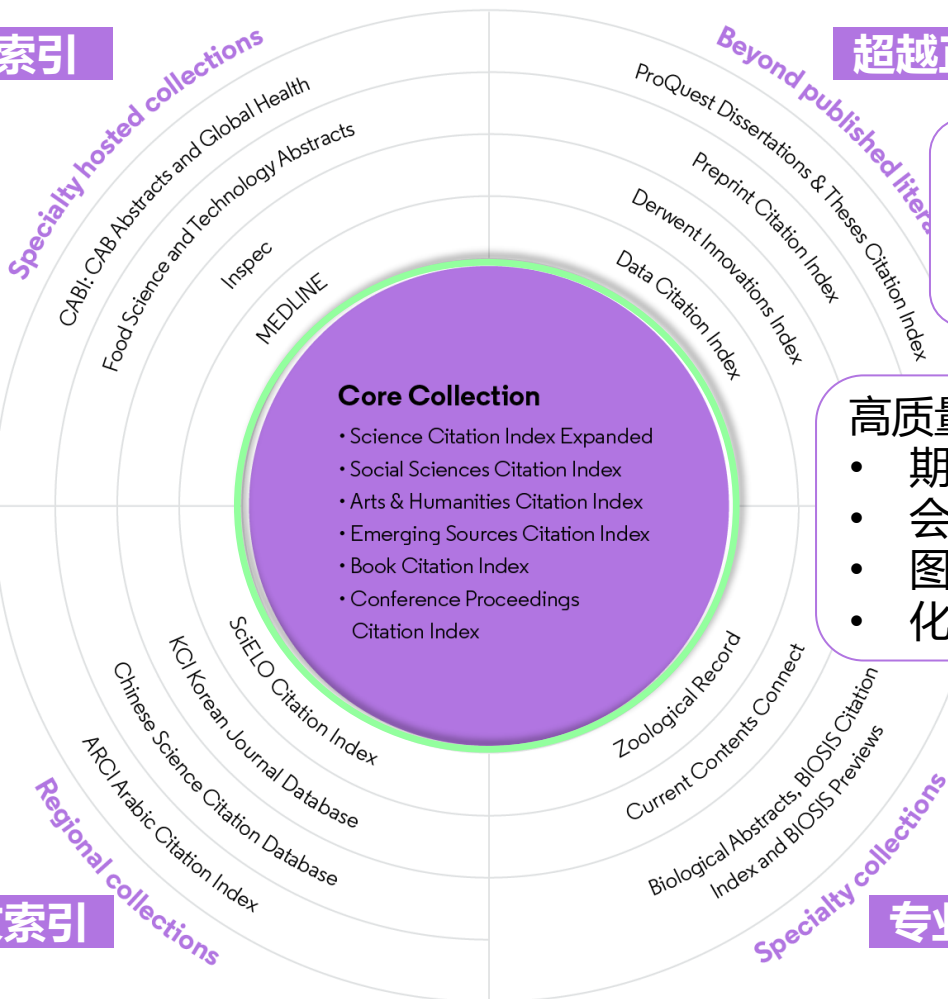 索引
Specialty hosted collections
CABI: CAB Abstracts and Global Health
Food Science and Technology Abstracts
Inspec
MEDLINE
超越
Beyond published litera
ProQuest Dissertations & Theses Citation Index
Preprint Citation Index
Derwent Innovations Index
Data Citation Index
Core Collection
• Science Citation Index Expanded
• Social Sciences Citation Index
• Arts & Humanities Citation Index
• Emerging Sources Citation Index
• Book Citation Index
• Conference Proceedings
Citation Index
高质量
• 期
• 会
• 图
• 化
SciELO Citation Index
KCI Korean Journal Database
Chinese Science Citation Database
ARCI Arabic Citation Index
Regional collections
索引
Zoological Record
Current Contents Connect
Biological Abstracts, BIOSIS Citation
Index and BIOSIS Previews
Specialty collections
专业